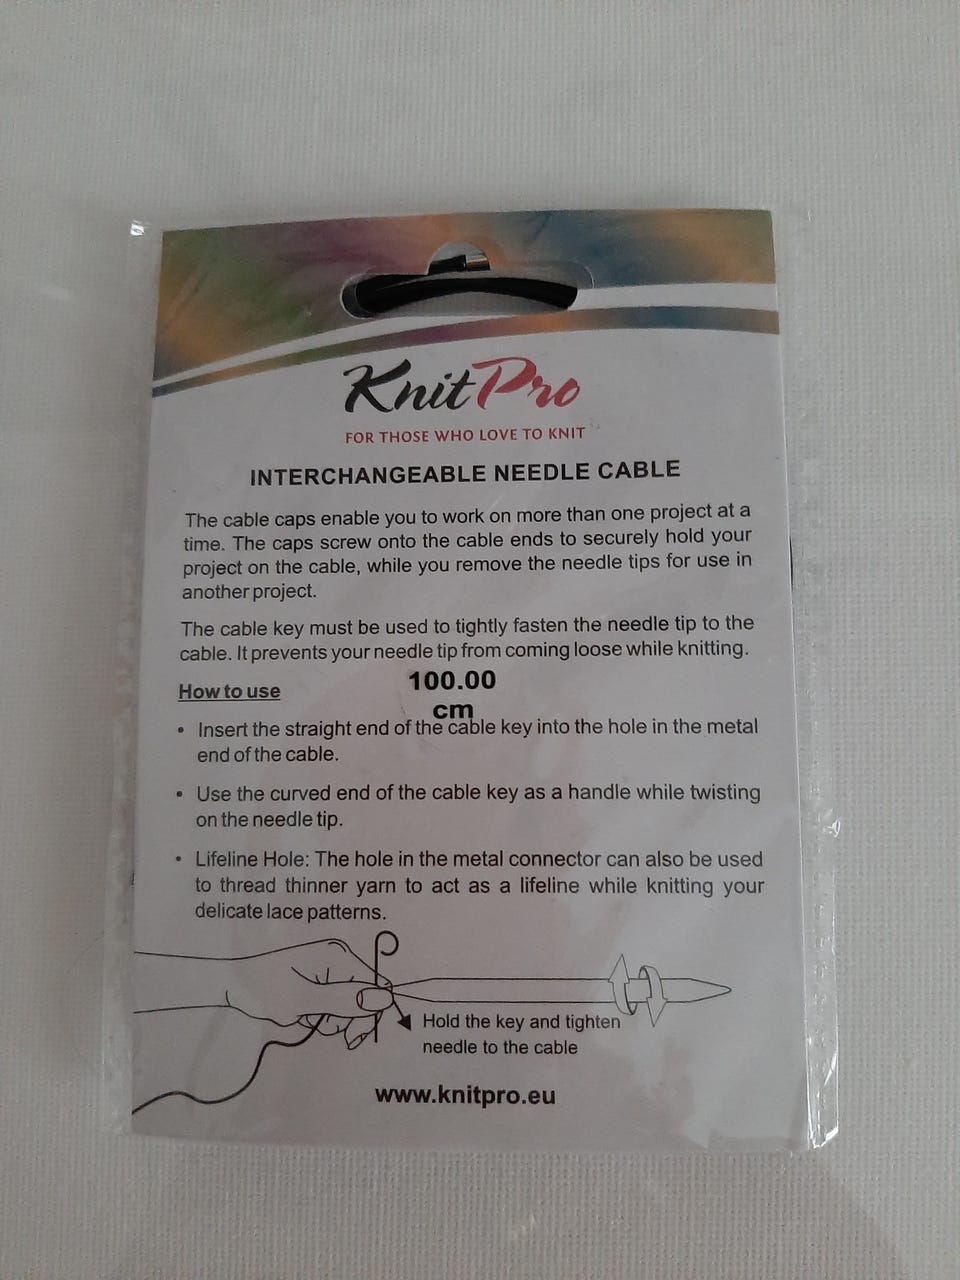 KnitPro
FOR THOSE WHO LOVE TO KNIT
INTERCHANGEABLE NEEDLE CABLE
The cable caps enable you to work on more than one project at a
time. The caps screw onto the cable ends to securely hold your
project on the cable, while you remove the needle tips for use in
another project.
The cable key must be used to tightly fasten the needle tip to the
cable. It prevents your needle tip from coming loose while knitting.
100.00
cm
How to use
• Insert the straight end of the cable key into the hole in the metal
end of the cable.
• Use the curved end of the cable key as a handle while twisting
on the needle tip.
• Lifeline Hole: The hole in the metal connector can also be used
to thread thinner yarn to act as a lifeline while knitting your
delicate lace patterns.
Hold the key and tighten
needle to the cable
www.knitpro.eu